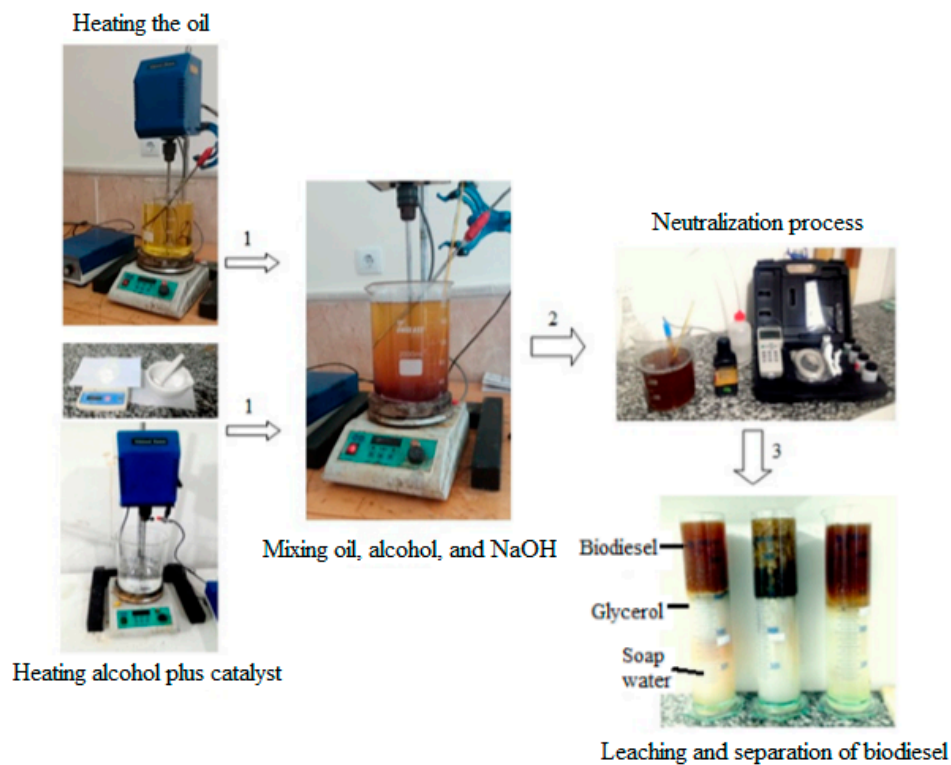 Heating the oil
1
1
Heating alcohol plus catalyst
Mixing oil, alcohol, and NaOH
2
Neutralization process
3
Biodiesel
Glycerol
Soap
water
Leaching and separation of biodiesel